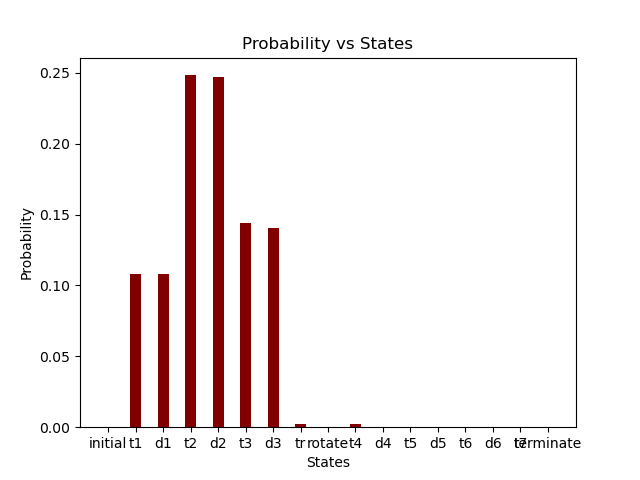 Probability vs States
0.25
0.20
0.15
0.10
0.05
0.00
Probability
initial t1 d1 t2 d2 t3 d3 tr rotate t4 d4 t5 d5 t6 d6 t7 terminate
States